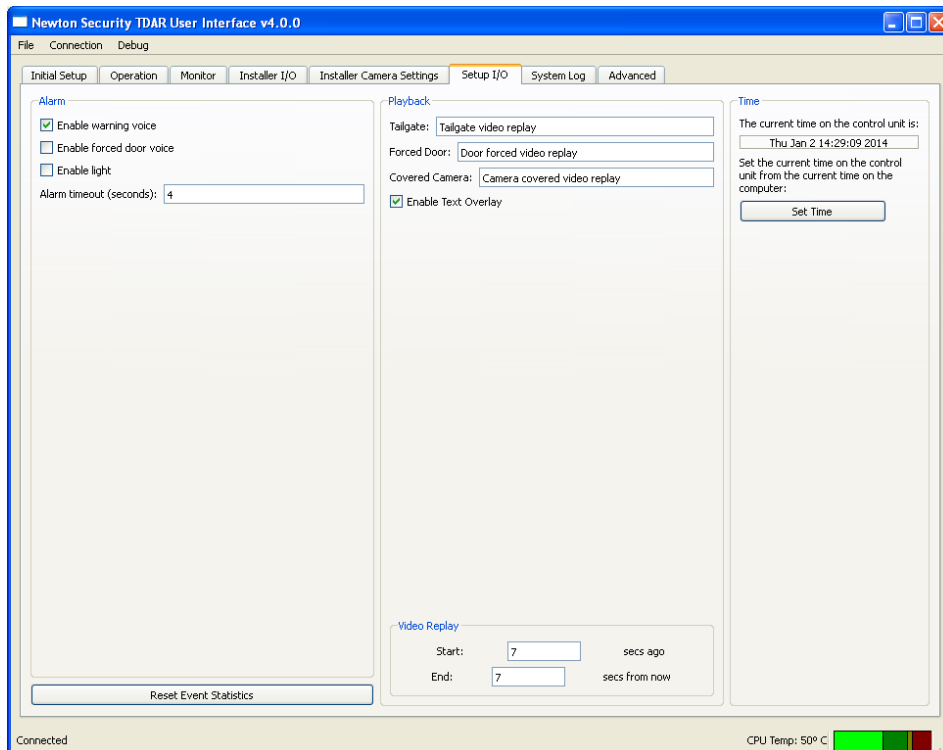 Newton Security TDAR User Interface v4.0.0
File Connection Debug
Initial Setup Operation Monitor Installer I/O Installer Camera Settings Setup I/O System Log Advanced
Alarm
Enable warning voice
Enable forced door voice
Enable light
Alarm timeout (seconds): 4
Reset Event Statistics
Playback
Tailgate: Tailgate video replay
Forced Door: Door forced video replay
Covered Camera: Camera covered video replay
Enable Text Overlay
Video Replay
Start: 7 secs ago
End: 7 secs from now
Time
The current time on the control unit is:
Thu Jan 2 14:29:09 2014
Set the current time on the control
unit from the current time on the
computer:
Set Time
Connected
CPU Temp: 50º C